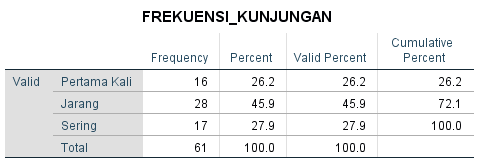 FREKUENSI_KUNJUNGAN
Frequency Percent Valid Percent Cumulative Percent
Valid Pertama Kali 16 26.2 26.2 26.2
Jarang 28 45.9 45.9 72.1
Sering 17 27.9 27.9 100.0
Total 61 100.0 100.0